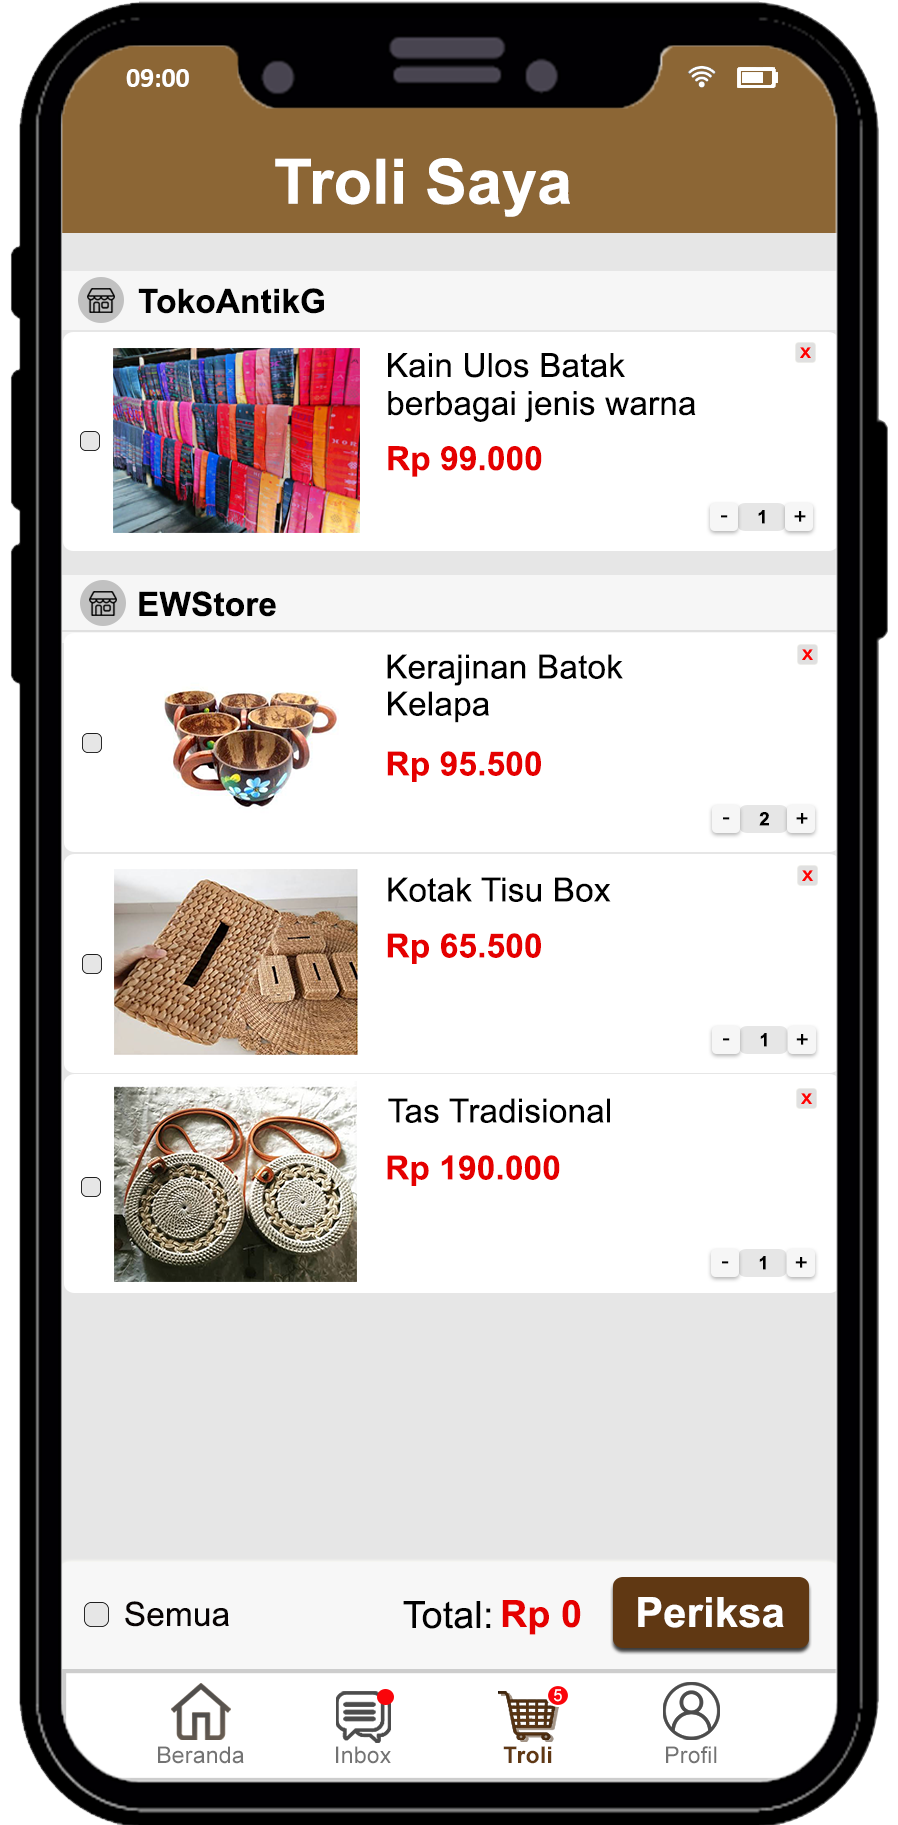 09:00
Troli Saya
TokoAntikG
x
Kain Ulos Batak
berbagai jenis warna
Rp 99.000
- 1 +
EWStore
x
Kerajinan Batok
Kelapa
Rp 95.500
- 2 +
x
Kotak Tisu Box
Rp 65.500
- 1 +
x
Tas Tradisional
Rp 190.000
- 1 +
Semua
Total: Rp 0
Periksa
5
Beranda
Inbox
Troli
Profil